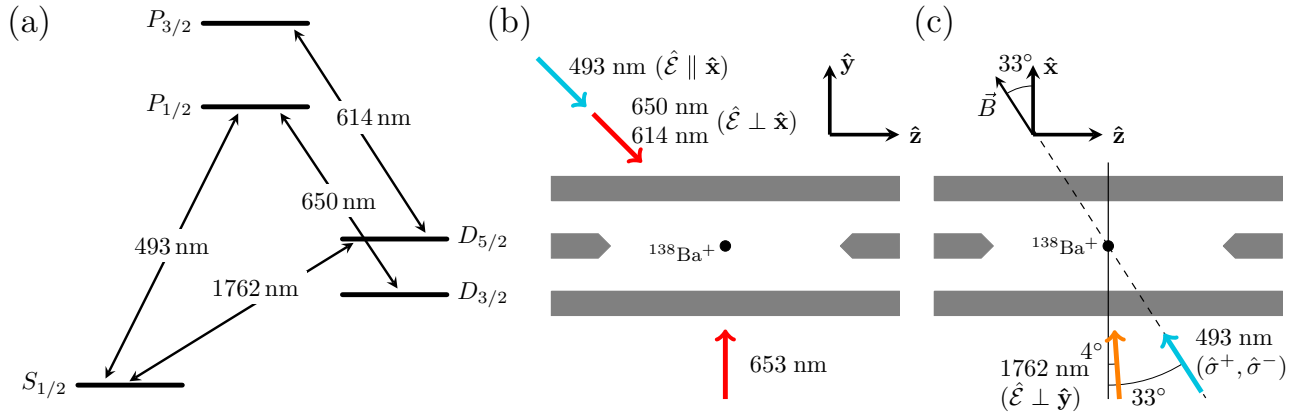 (a)
P3/2
P1/2
614 nm
650 nm
493 nm
1762 nm
D5/2
D3/2
S1/2
(b)
493 nm (ℰ̂ ∥ x̂)
650 nm
614 nm
(ℰ̂ ⊥ x̂)
ŷ
ẑ
138Ba+
653 nm
(c)
33°
x̂
B⃗
ẑ
138Ba+
4°
1762 nm
(ℰ̂ ⊥ ŷ)
33°
493 nm
(σ̂+, σ̂−)